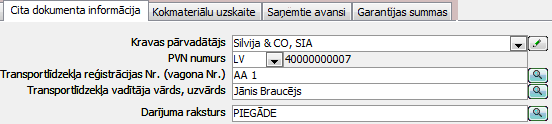 Cita dokumenta informācija Kokmateriālu uzskaite Saņemtie avansi Garantijas summas
Kravas pārvadātājs Silvija & CO, SIA
PVN numurs LV 40000000007
Transportlīdzekļa reģistrācijas Nr. (vagona Nr.) AA 1
Transportlīdzekļa vadītāja vārds, uzvārds Jānis Braucējs
Darījuma raksturs PIEGĀDE